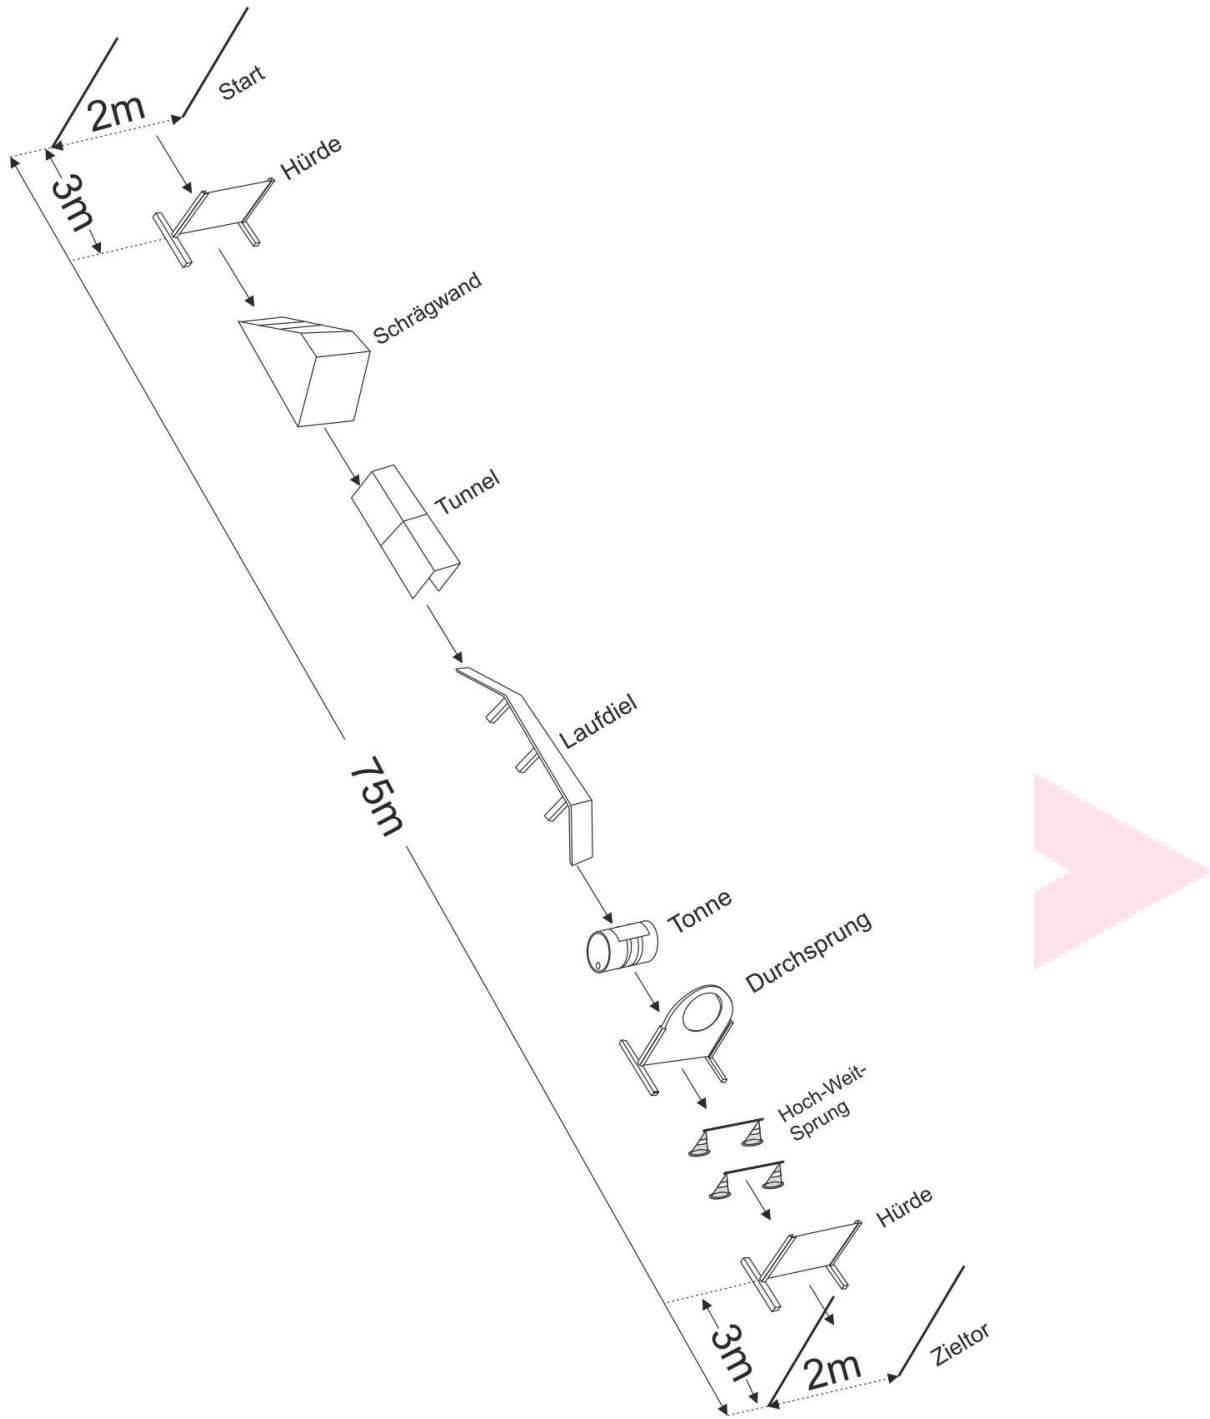 Start
2m
3m
Hürde
Schrägwand
Tunnel
Laufdiel
75m
Tonne
Durchsprung
Hoch-Weit-
Sprung
Hürde
3m
2m
Zieltor